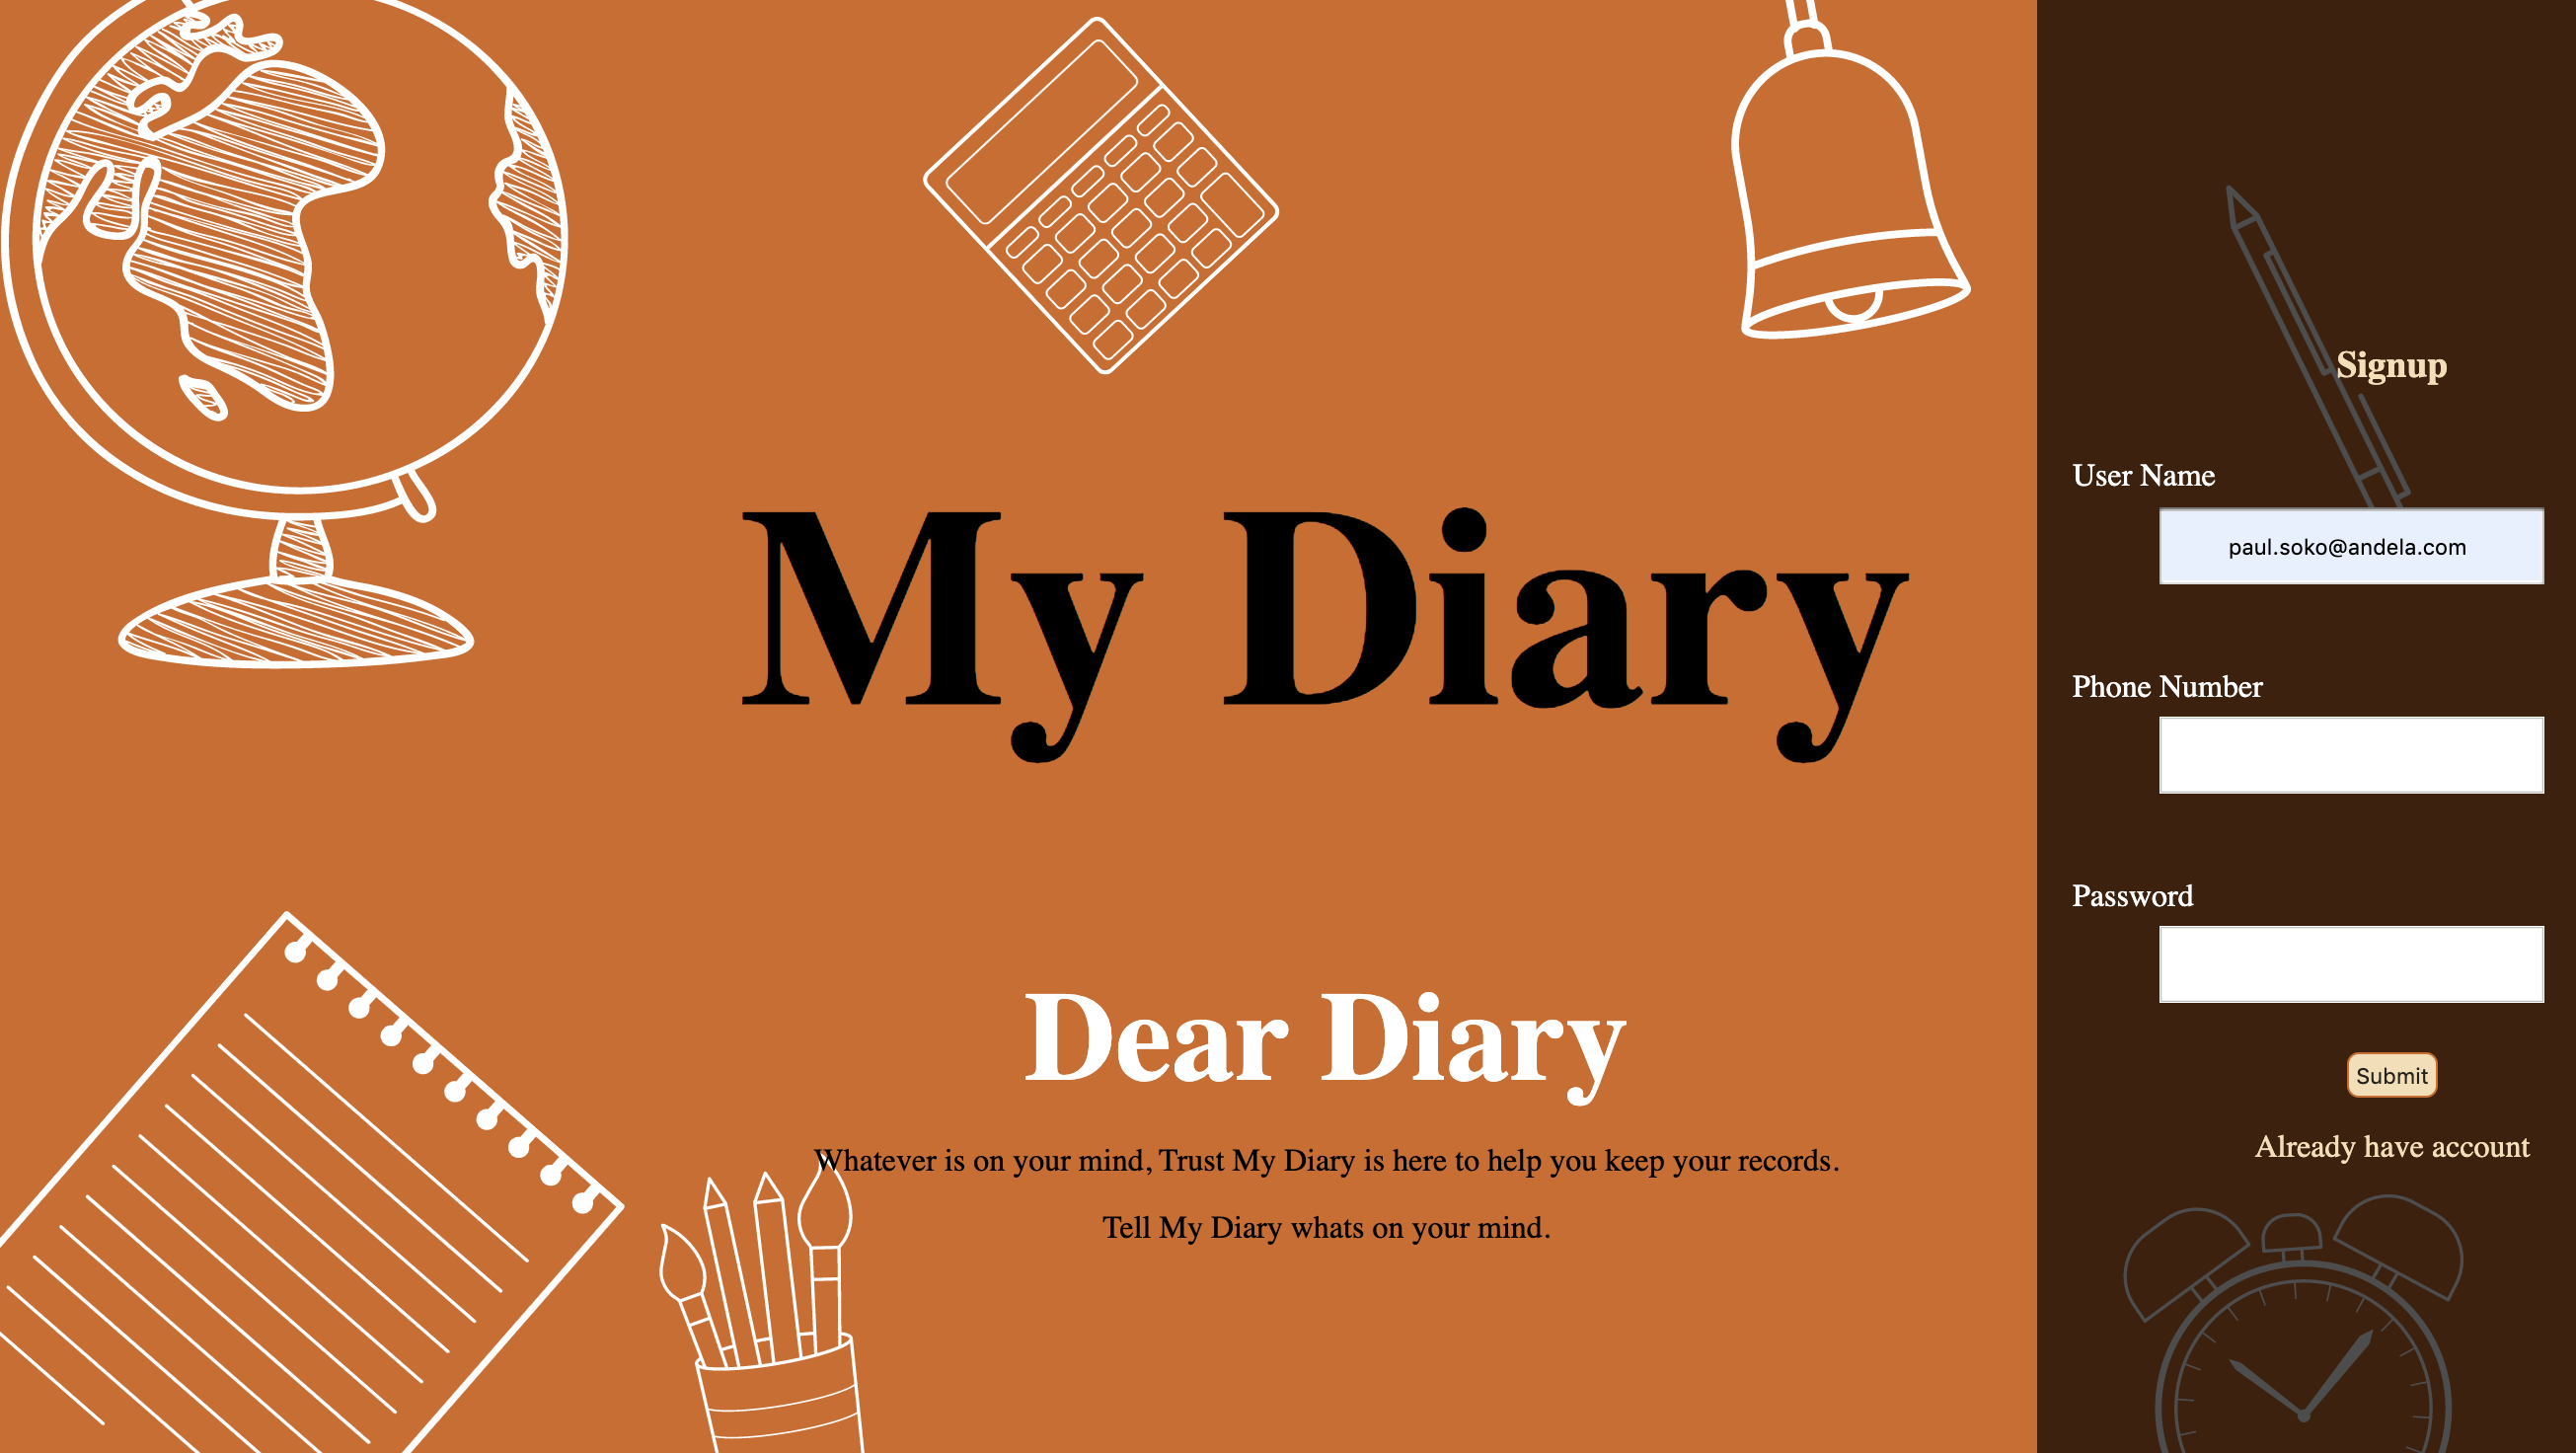 My Diary
Dear Diary
Whatever is on your mind, Trust My Diary is here to help you keep your records.
Tell My Diary whats on your mind.
Signup
User Name
paul.soko@andela.com
Phone Number
Password
Submit
Already have account